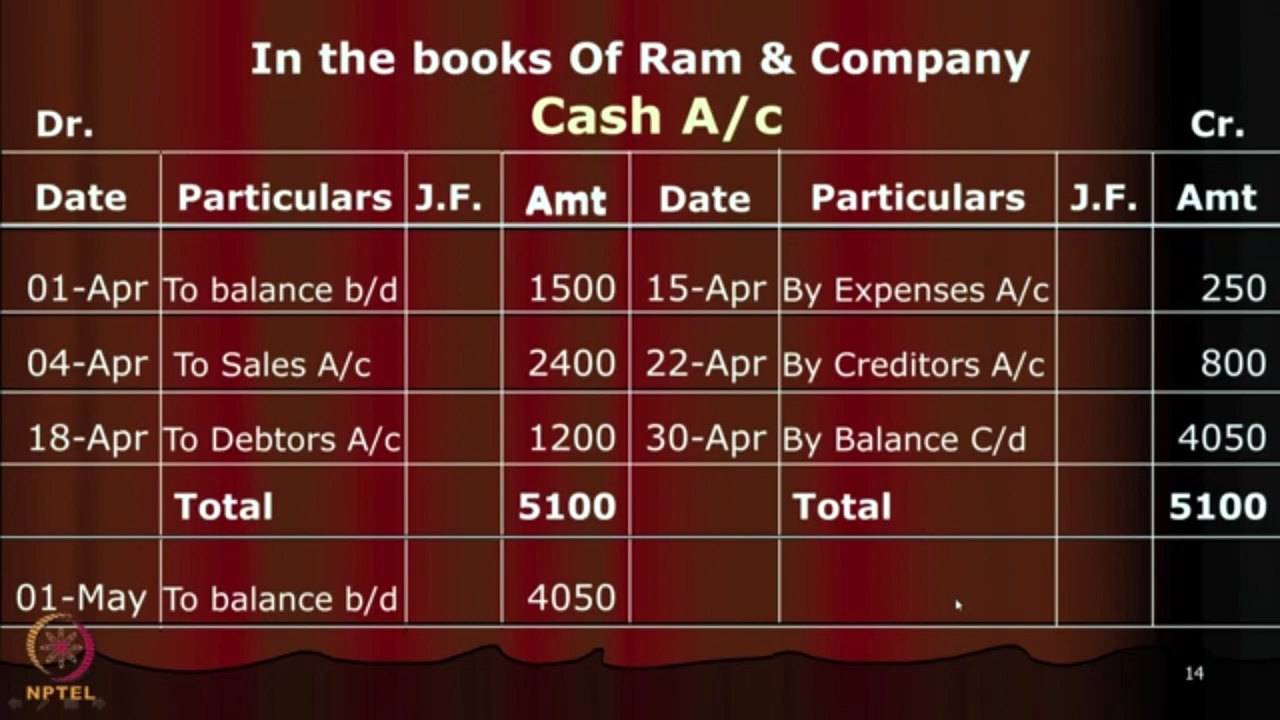 In the books Of Ram & Company
Dr. Cash A/c Cr.
Date Particulars J.F. Amt Date Particulars J.F. Amt
01-Apr To balance b/d 1500 15-Apr By Expenses A/c 250
04-Apr To Sales A/c 2400 22-Apr By Creditors A/c 800
18-Apr To Debtors A/c 1200 30-Apr By Balance C/d 4050
Total 5100 Total 5100
01-May To balance b/d 4050
14
NPTEL